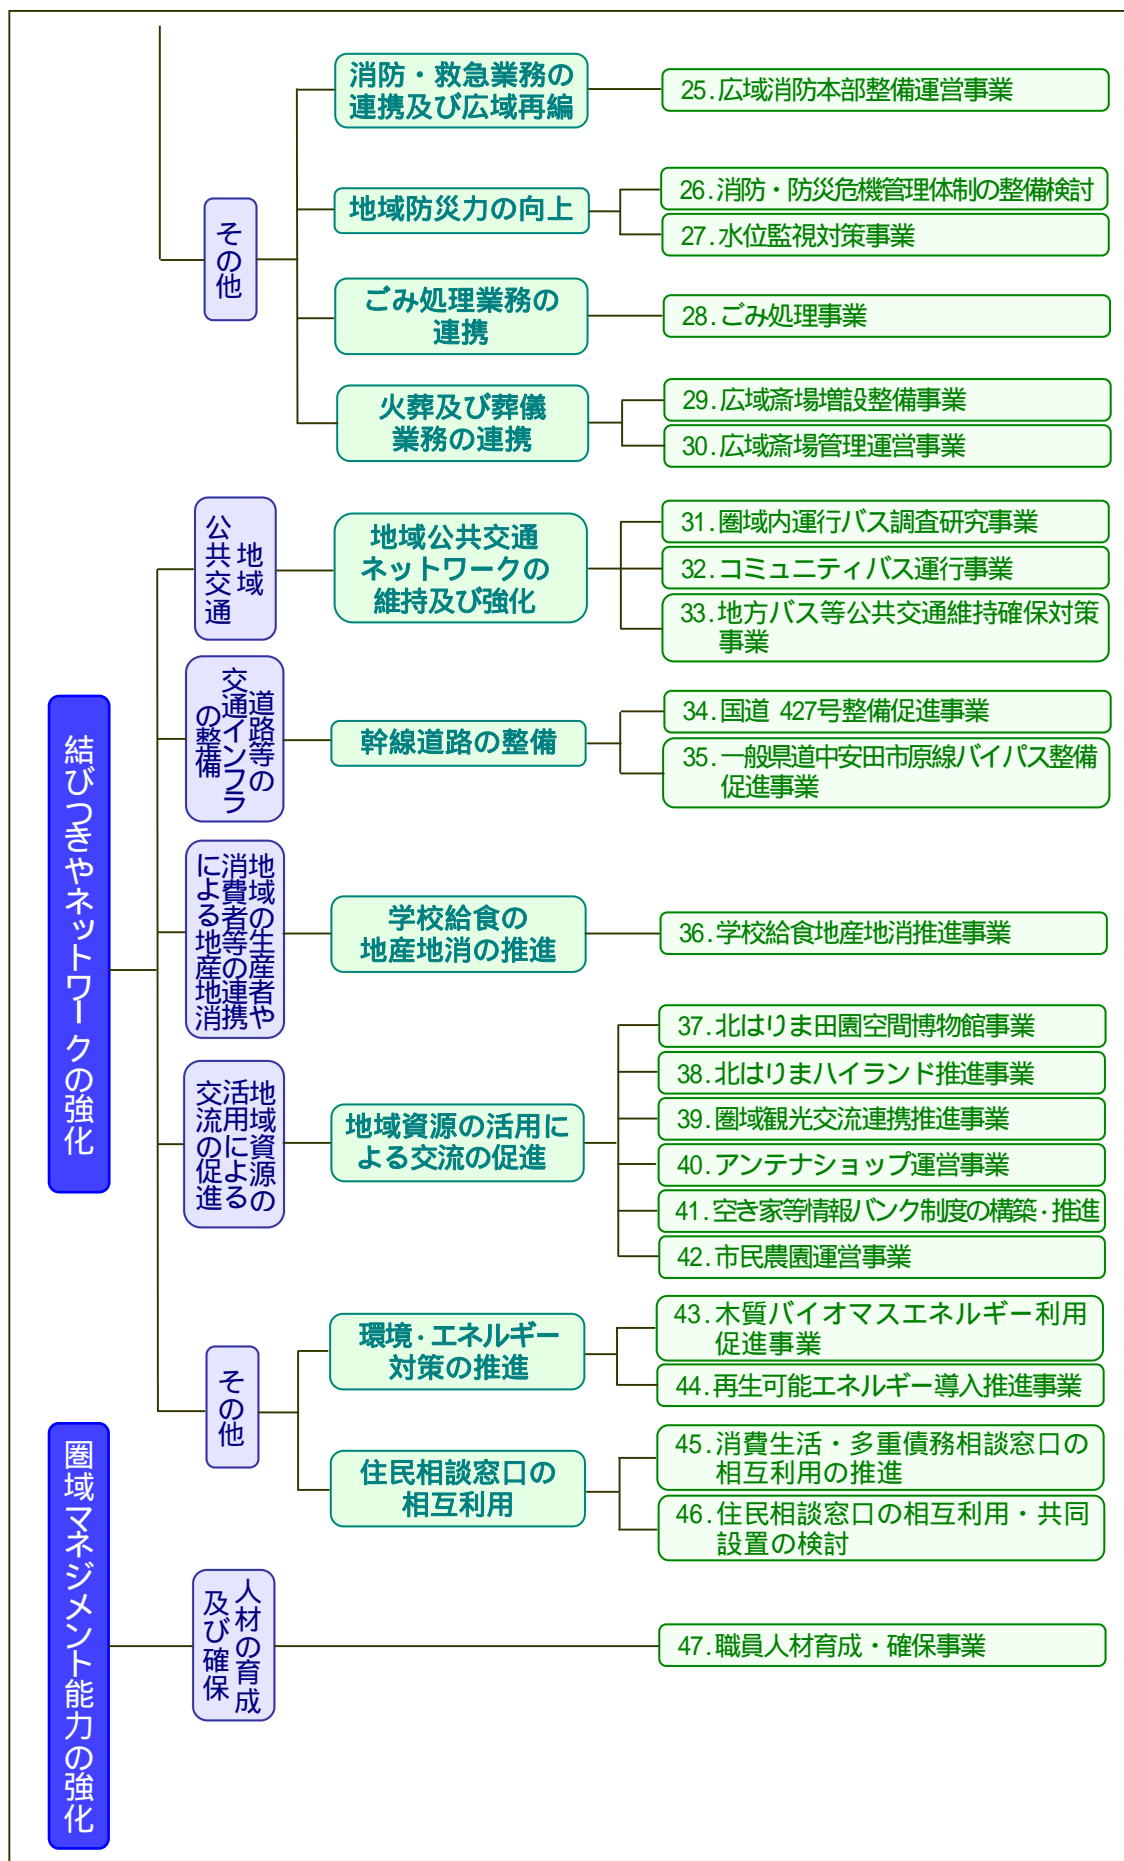 その他
消防・救急業務の
連携及び広域再編
25.広域消防本部整備運営事業
地域防災力の向上
26.消防・防災危機管理体制の整備検討
27.水位監視対策事業
ごみ処理業務の
連携
28.ごみ処理事業
火葬及び葬儀
業務の連携
29.広域斎場増設整備事業
30.広域斎場管理運営事業
結びつきやネットワークの強化
地域
公共交通
地域公共交通
ネットワークの
維持及び強化
31.圏域内運行バス調査研究事業
32.コミュニティバス運行事業
33.地方バス等公共交通維持確保対策
事業
道路等の
交通インフラ
の整備
幹線道路の整備
34.国道 427号整備促進事業
35.一般県道中安田市原線バイパス整備
促進事業
地域の生産者や
消費者等の連携
による地産地消
学校給食の
地産地消の推進
36.学校給食地産地消推進事業
地域資源の
活用による
交流の促進
地域資源の活用に
よる交流の促進
37.北はりま田園空間博物館事業
38.北はりまハイランド推進事業
39.圏域観光交流連携推進事業
40.アンテナショップ運営事業
41.空き家等情報バンク制度の構築・推進
42.市民農園運営事業
その他
環境・エネルギー
対策の推進
43.木質バイオマスエネルギー利用
促進事業
44.再生可能エネルギー導入推進事業
住民相談窓口の
相互利用
45.消費生活・多重債務相談窓口の
相互利用の推進
46.住民相談窓口の相互利用・共同
設置の検討
圏域マネジメント能力の強化
人材の育成
及び確保
47.職員人材育成・確保事業